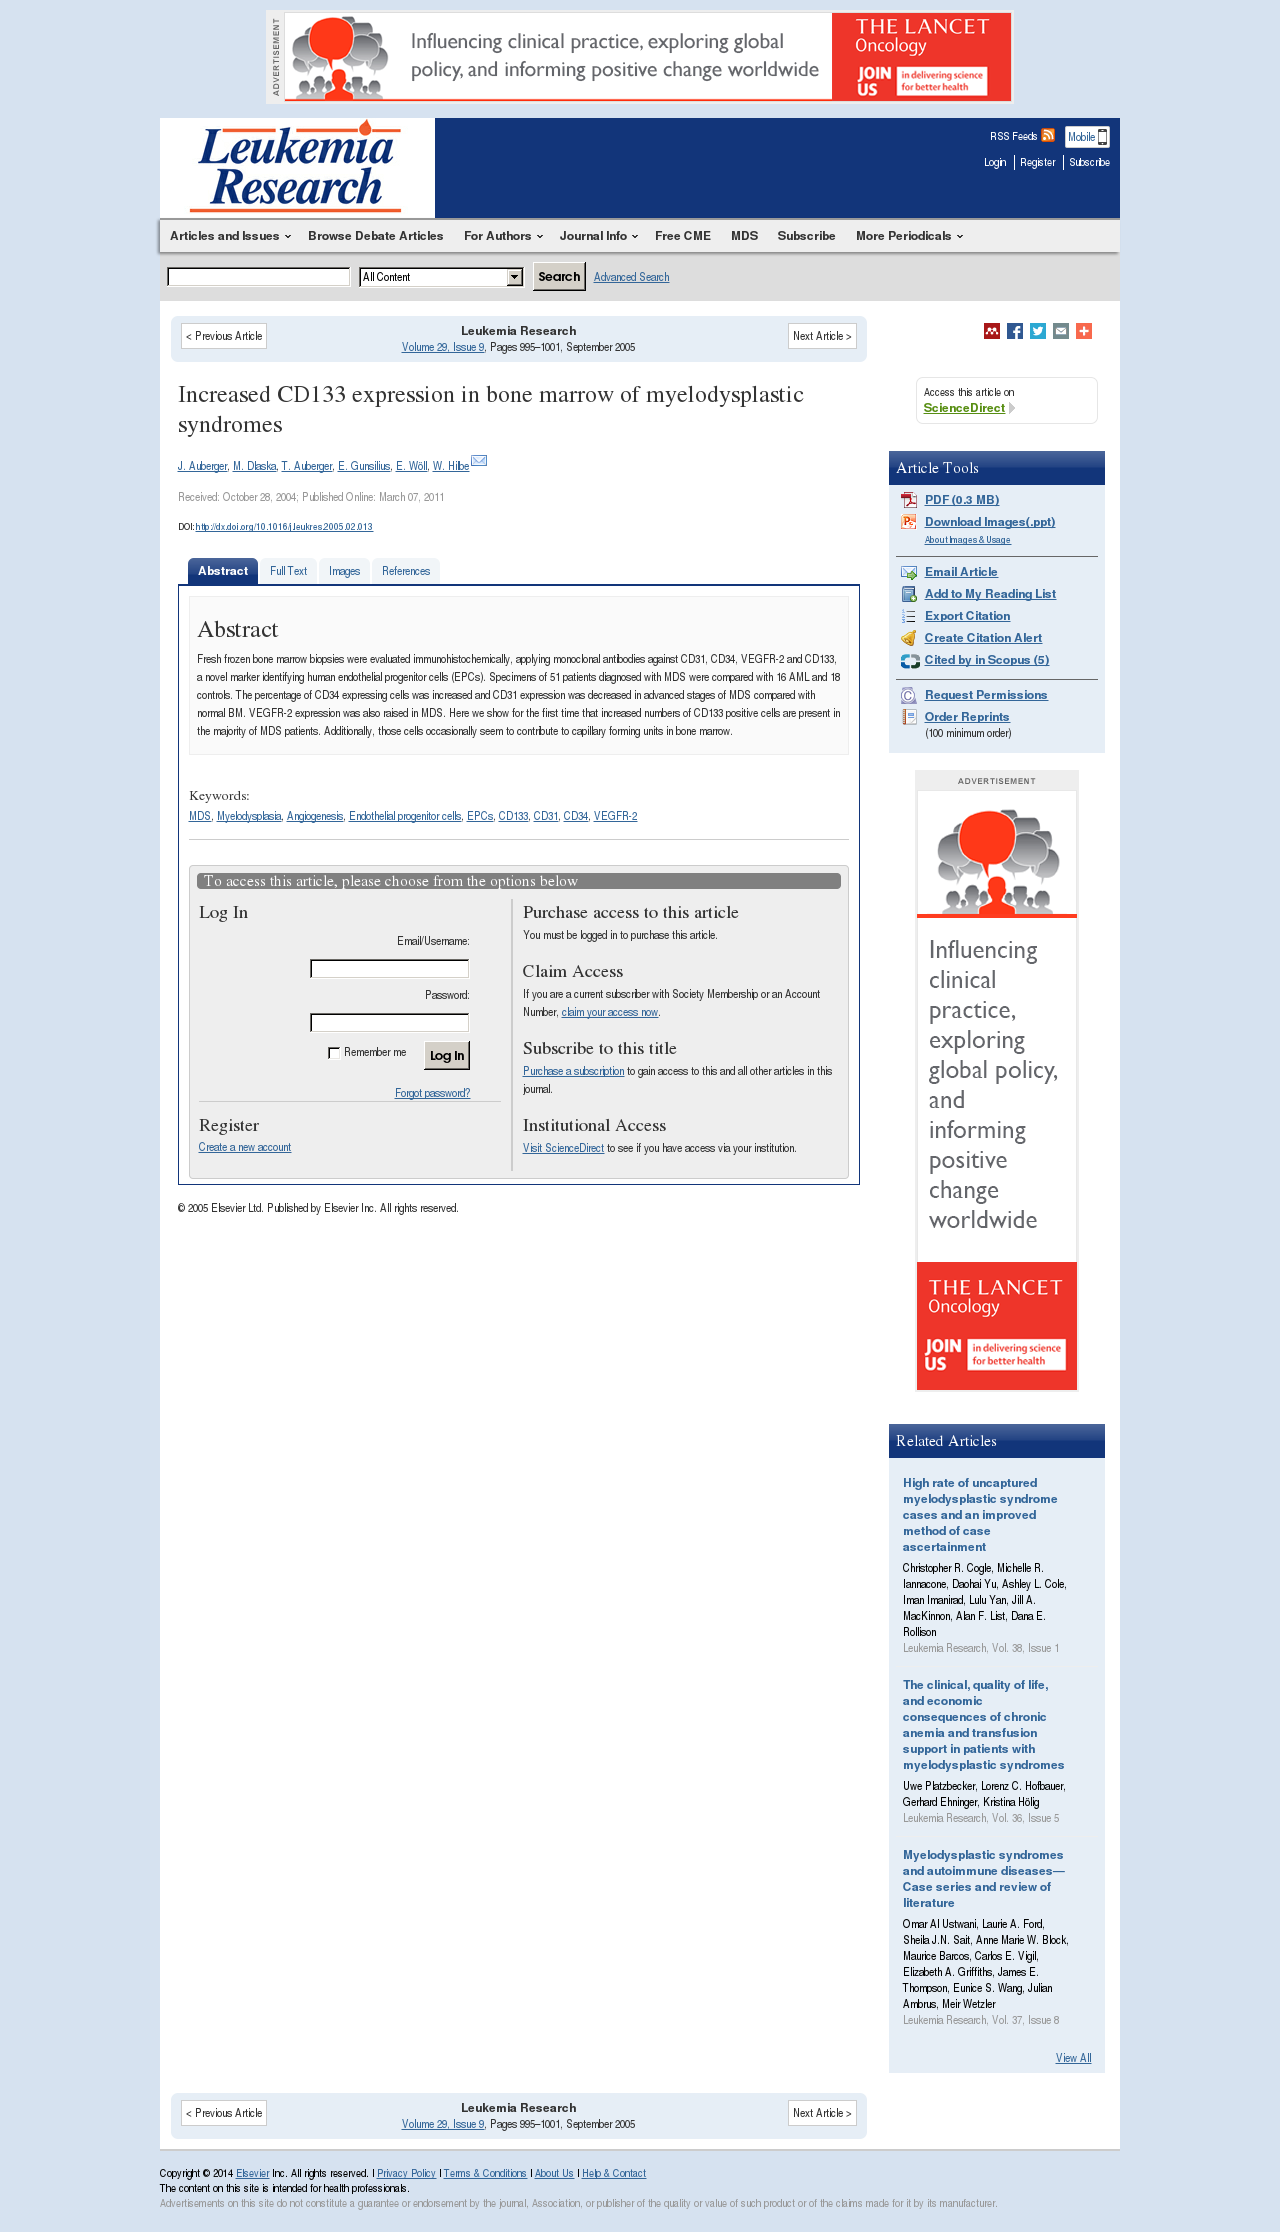 ADVERTISEMENT
Influencing clinical practice, exploring global
policy, and informing positive change worldwide
THE LANCET
Oncology
JOIN US
in delivering science
for better health
Leukemia
Research
RSS Feeds
Mobile
Login
Register
Subscribe
Articles and Issues
Browse Debate Articles
For Authors
Journal Info
Free CME
MDS
Subscribe
More Periodicals
All Content
Search
Advanced Search
< Previous Article
Leukemia Research
Volume 29, Issue 9, Pages 995–1001, September 2005
Next Article >
Increased CD133 expression in bone marrow of myelodysplastic
syndromes
J. Auberger, M. Dlaska, T. Auberger, E. Gunsilius, E. Wöll, W. Hilbe
Received: October 28, 2004; Published Online: March 07, 2011
DOI: http://dx.doi.org/10.1016/j.leukres.2005.02.013
Abstract
Full Text
Images
References
Abstract
Fresh frozen bone marrow biopsies were evaluated immunohistochemically, applying monoclonal antibodies against CD31, CD34, VEGFR-2 and CD133,
a novel marker identifying human endothelial progenitor cells (EPCs). Specimens of 51 patients diagnosed with MDS were compared with 16 AML and 18
controls. The percentage of CD34 expressing cells was increased and CD31 expression was decreased in advanced stages of MDS compared with
normal BM. VEGFR-2 expression was also raised in MDS. Here we show for the first time that increased numbers of CD133 positive cells are present in
the majority of MDS patients. Additionally, those cells occasionally seem to contribute to capillary forming units in bone marrow.
Keywords:
MDS, Myelodysplasia, Angiogenesis, Endothelial progenitor cells, EPCs, CD133, CD31, CD34, VEGFR-2
To access this article, please choose from the options below
Log In
Email/Username:
Password:
Remember me
Log In
Forgot password?
Register
Create a new account
Purchase access to this article
You must be logged in to purchase this article.
Claim Access
If you are a current subscriber with Society Membership or an Account
Number, claim your access now.
Subscribe to this title
Purchase a subscription to gain access to this and all other articles in this
journal.
Institutional Access
Visit ScienceDirect to see if you have access via your institution.
© 2005 Elsevier Ltd. Published by Elsevier Inc. All rights reserved.
Access this article on
ScienceDirect
Article Tools
PDF (0.3 MB)
Download Images(.ppt)
About Images & Usage
Email Article
Add to My Reading List
Export Citation
Create Citation Alert
Cited by in Scopus (5)
Request Permissions
Order Reprints
(100 minimum order)
ADVERTISEMENT
Influencing
clinical
practice,
exploring
global policy,
and
informing
positive
change
worldwide
THE LANCET
Oncology
JOIN US
in delivering science
for better health
Related Articles
High rate of uncaptured
myelodysplastic syndrome
cases and an improved
method of case
ascertainment
Christopher R. Cogle, Michelle R.
Iannacone, Daohai Yu, Ashley L. Cole,
Iman Imanirad, Lulu Yan, Jill A.
MacKinnon, Alan F. List, Dana E.
Rollison
Leukemia Research, Vol. 38, Issue 1
The clinical, quality of life,
and economic
consequences of chronic
anemia and transfusion
support in patients with
myelodysplastic syndromes
Uwe Platzbecker, Lorenz C. Hofbauer,
Gerhard Ehninger, Kristina Hölig
Leukemia Research, Vol. 36, Issue 5
Myelodysplastic syndromes
and autoimmune diseases—
Case series and review of
literature
Omar Al Ustwani, Laurie A. Ford,
Sheila J.N. Sait, Anne Marie W. Block,
Maurice Barcos, Carlos E. Vigil,
Elizabeth A. Griffiths, James E.
Thompson, Eunice S. Wang, Julian
Ambrus, Meir Wetzler
Leukemia Research, Vol. 37, Issue 8
View All
< Previous Article
Leukemia Research
Volume 29, Issue 9, Pages 995–1001, September 2005
Next Article >
Copyright © 2014 Elsevier Inc. All rights reserved. | Privacy Policy | Terms & Conditions | About Us | Help & Contact
The content on this site is intended for health professionals.
Advertisements on this site do not constitute a guarantee or endorsement by the journal, Association, or publisher of the quality or value of such product or of the claims made for it by its manufacturer.